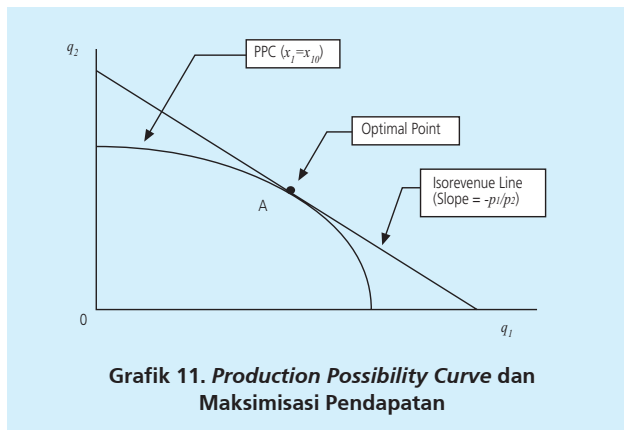 q2
PPC (x1=x10)
Optimal Point
Isorevenue Line
(Slope = -p1/p2)
A
0
q1
Grafik 11. Production Possibility Curve dan
Maksimisasi Pendapatan